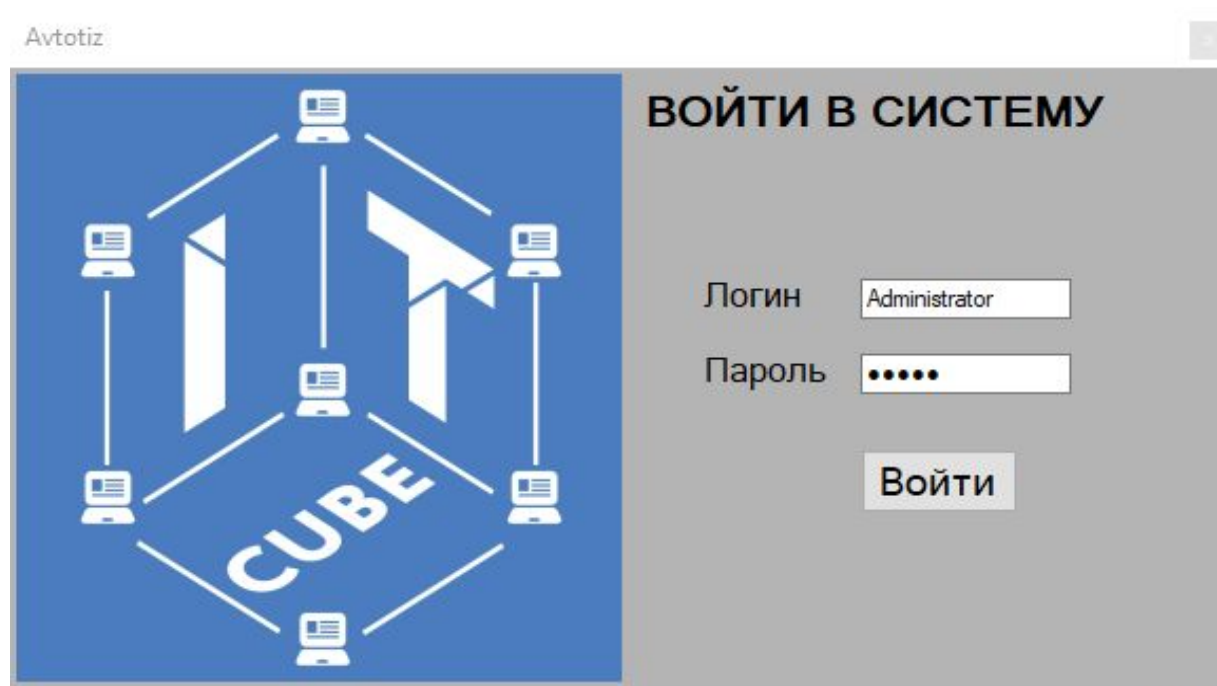 Avtotiz
ВОЙТИ В СИСТЕМУ
IT
CUBE
Логин
Administrator
Пароль
•••••
Войти